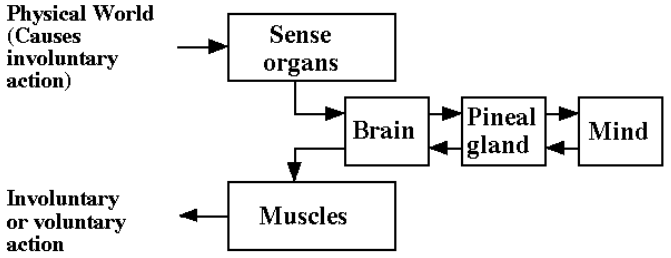 Physical World
(Causes
involuntary
action)
Sense
organs
Brain
Pineal
gland
Mind
Involuntary
or voluntary
action
Muscles